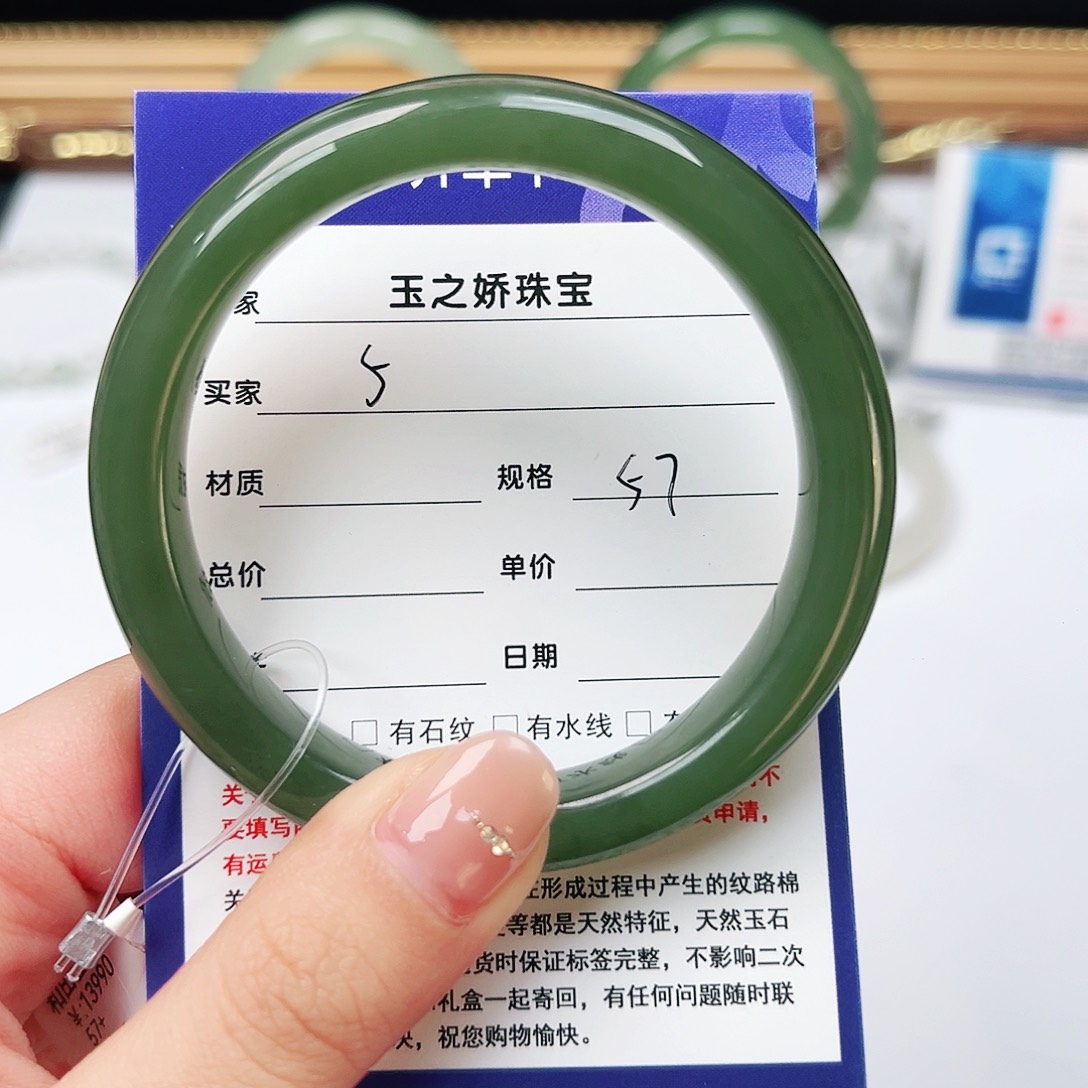 家 玉之娇珠宝
买家 5
材质 规格 57
总价 单价
日期
□ 有石纹 □ 有水线 □
关 不
要填写 申请，
有运
关 形成过程中产生的纹路棉
等都是天然特征，天然玉石
货时保证标签完整，不影响二次
礼盒一起寄回，有任何问题随时联
祝您购物愉快。
¥:13990
57+